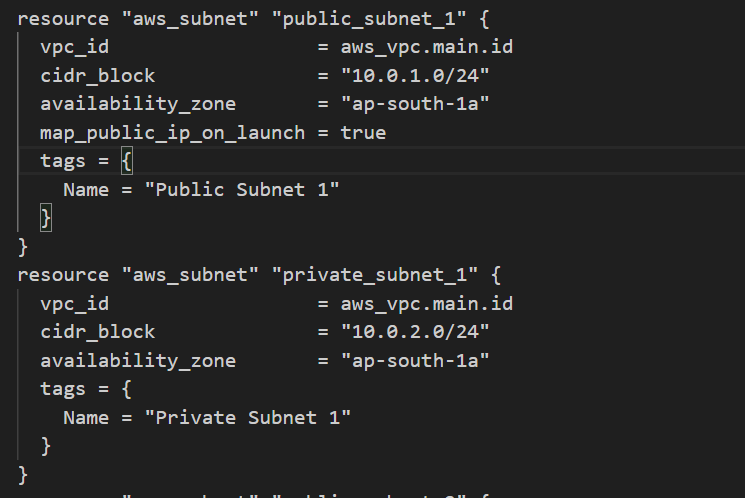 resource "aws_subnet" "public_subnet_1" {
  vpc_id                  = aws_vpc.main.id
  cidr_block              = "10.0.1.0/24"
  availability_zone       = "ap-south-1a"
  map_public_ip_on_launch = true
  tags = {
    Name = "Public Subnet 1"
  }
}
resource "aws_subnet" "private_subnet_1" {
  vpc_id                  = aws_vpc.main.id
  cidr_block              = "10.0.2.0/24"
  availability_zone       = "ap-south-1a"
  tags = {
    Name = "Private Subnet 1"
  }
}